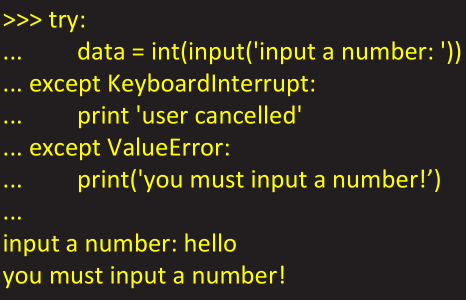 >>> try:
...     data = int(input('input a number: '))
... except KeyboardInterrupt:
...     print 'user cancelled'
... except ValueError:
...     print('you must input a number!’)
...
input a number: hello
you must input a number!